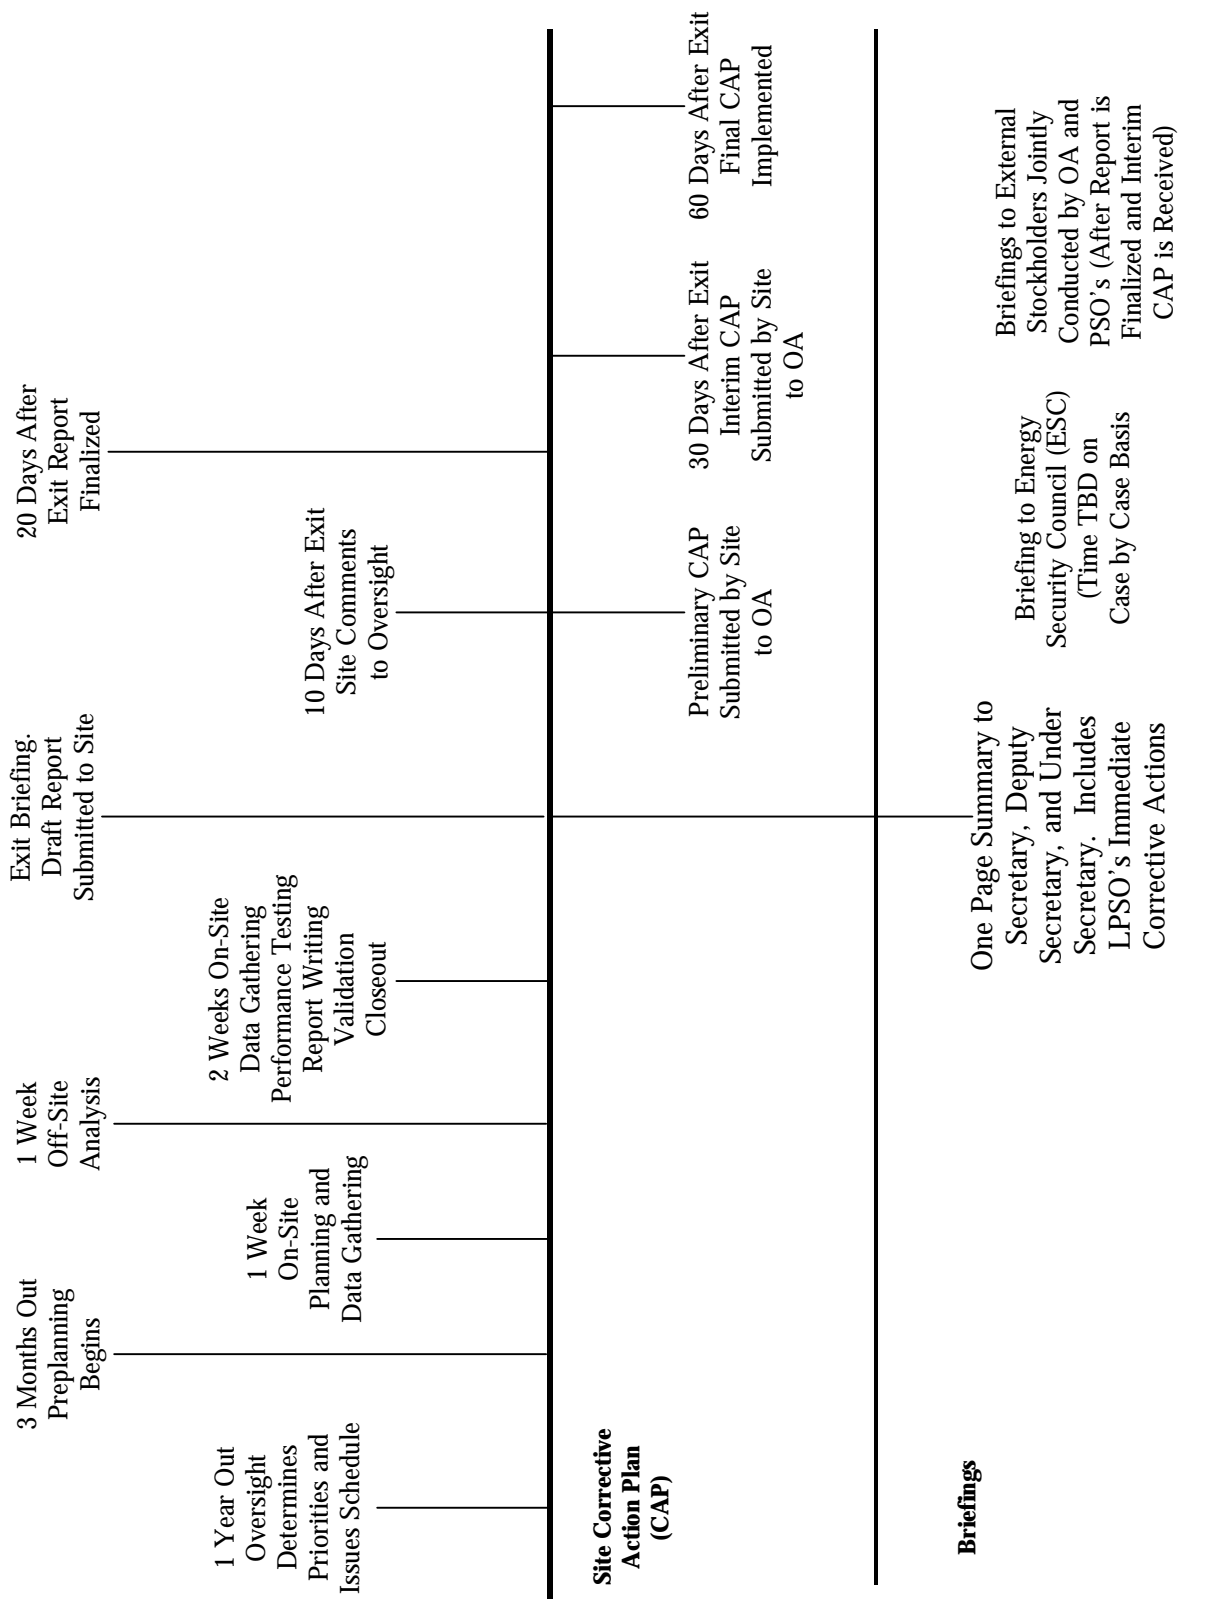 1 Year Out
Oversight
Determines
Priorities and
Issues Schedule
3 Months Out
Preplanning
Begins
1 Week
On-Site
Planning and
Data Gathering
1 Week
Off-Site
Analysis
2 Weeks On-Site
Data Gathering
Performance Testing
Report Writing
Validation
Closeout
Exit Briefing.
Draft Report
Submitted to Site
10 Days After Exit
Site Comments
to Oversight
20 Days After
Exit Report
Finalized
Site Corrective
Action Plan
(CAP)
Preliminary CAP
Submitted by Site
to OA
30 Days After Exit
Interim CAP
Submitted by Site
to OA
60 Days After Exit
Final CAP
Implemented
Briefings
One Page Summary to
Secretary, Deputy
Secretary, and Under
Secretary. Includes
LPSO's Immediate
Corrective Actions
Briefing to Energy
Security Council (ESC)
(Time TBD on
Case by Case Basis
Briefings to External
Stockholders Jointly
Conducted by OA and
PSO's (After Report is
Finalized and Interim
CAP is Received)